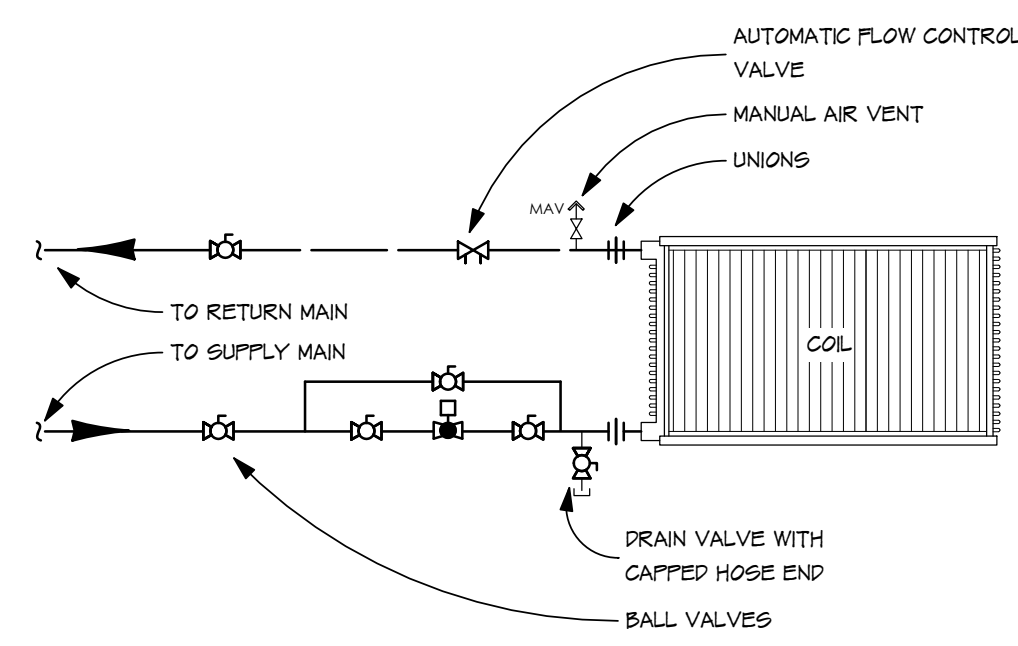 AUTOMATIC FLOW CONTROL
VALVE
MANUAL AIR VENT
UNIONS
MAV
TO RETURN MAIN
TO SUPPLY MAIN
COIL
DRAIN VALVE WITH
CAPPED HOSE END
BALL VALVES